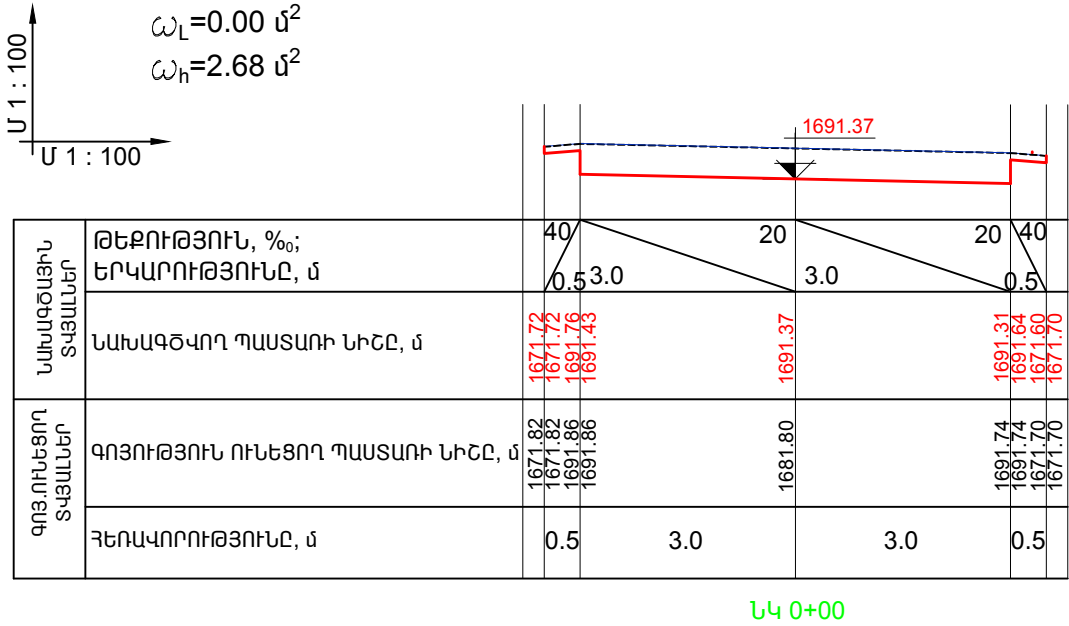 ω_L=0.00 մ²
ω_h=2.68 մ²
Մ 1 : 100
Մ 1 : 100
1691.37
ՆԱԽԱԳԾԱՅԻՆ
ՏՎՅԱԼՆԵՐ
ԹԵՔՈՒԹՅՈՒՆ, ‰;
ԵՐԿԱՐՈՒԹՅՈՒՆԸ, մ
40 20 20 40
0.5 3.0 3.0 0.5
ՆԱԽԱԳԾՎՈՂ ՊԱՍՏԱՌԻ ՆԻՇԸ, մ
1671.72 1671.72 1691.76 1691.43 1691.37 1691.31 1691.64 1671.60 1671.70
ԳՈՅ.ՈՒՆԵՑՈՂ
ՏՎՅԱԼՆԵՐ
ԳՈՅՈՒԹՅՈՒՆ ՈՒՆԵՑՈՂ ՊԱՍՏԱՌԻ ՆԻՇԸ, մ
1671.82 1671.82 1691.86 1691.86 1681.80 1691.74 1691.74 1671.70 1671.70
ՀԵՌԱՎՈՐՈՒԹՅՈՒՆԸ, մ
0.5 3.0 3.0 0.5
ՆԿ 0+00